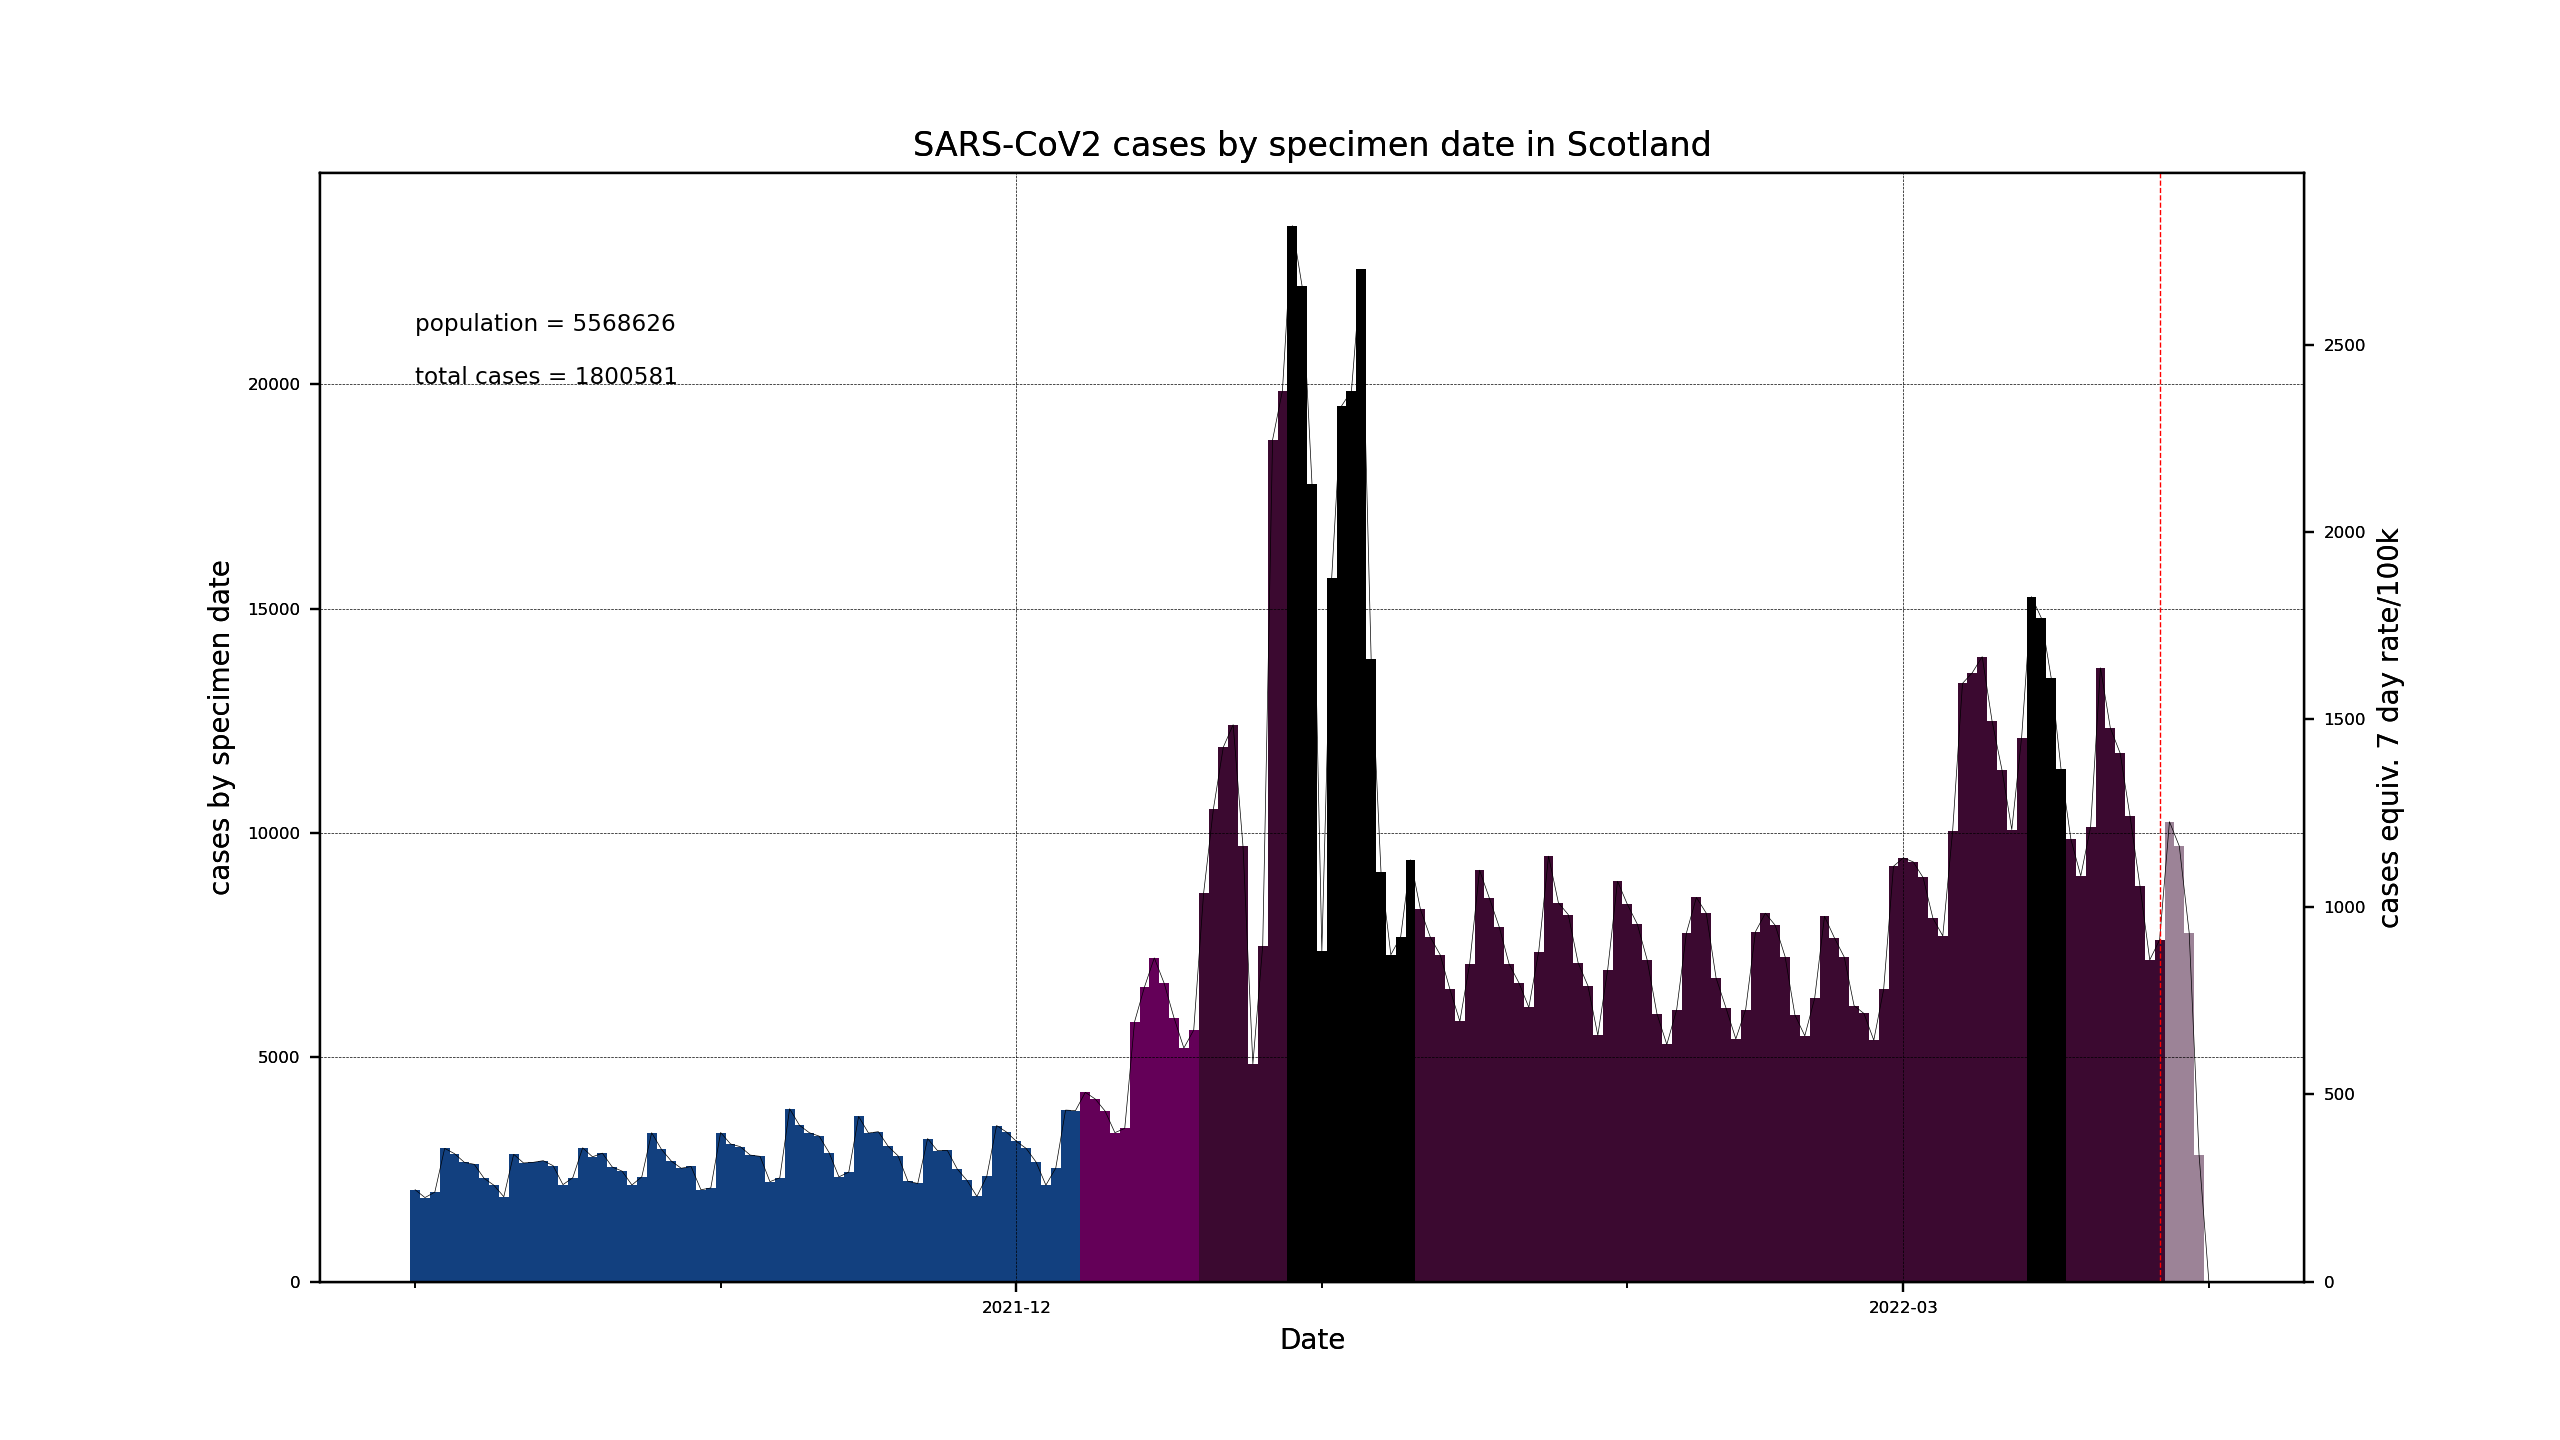 SARS-CoV2 cases by specimen date in Scotland
population = 5568626
total cases = 1800581
cases by specimen date
20000
15000
10000
5000
0
2500
2000
1500
1000
500
0
cases equiv. 7 day rate/100k
2021-12
2022-03
Date